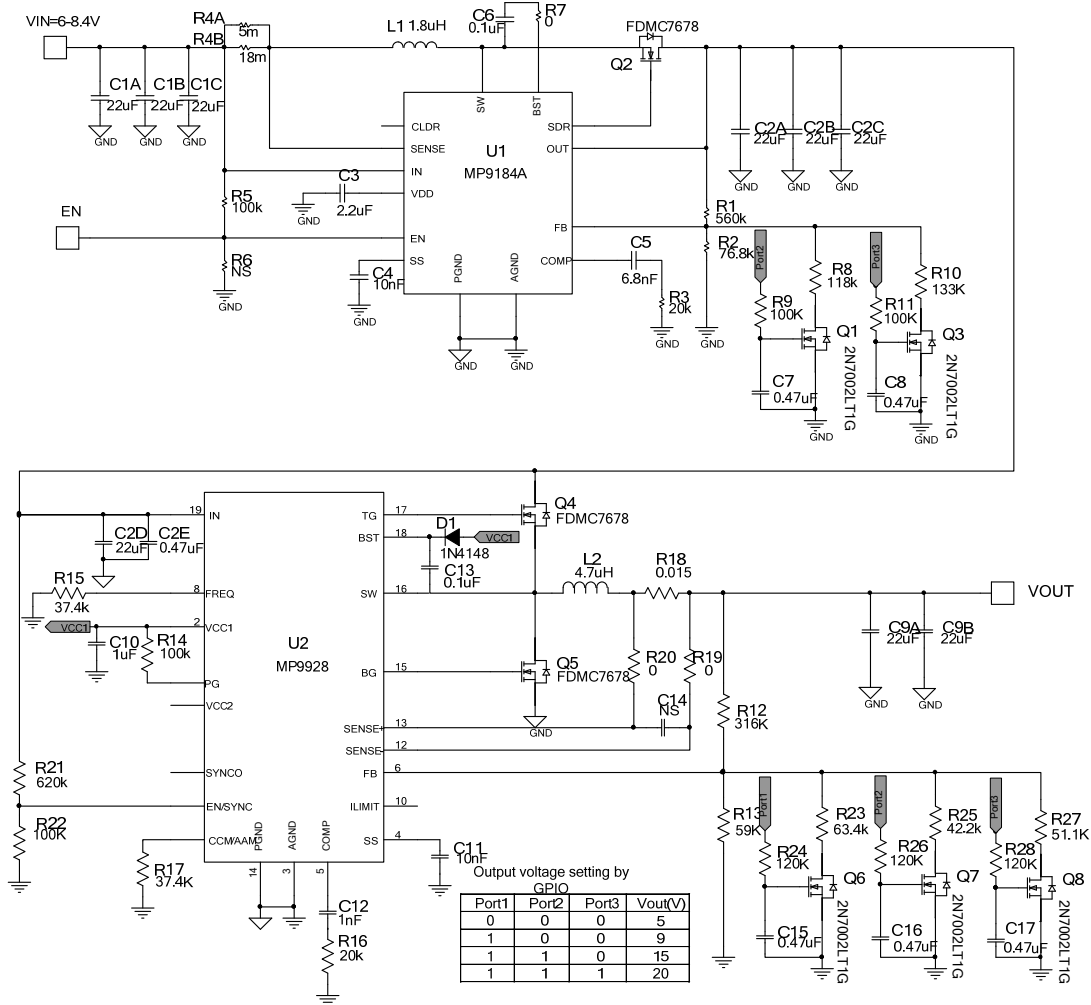 VIN=6-8.4V
R4A
5m
R4B
18m
L1 1.8uH
C6
0.1uF
R7
0
FDMC7678
Q2
C1A
22uF
C1B
22uF
C1C
22uF
GND
GND
GND
SW
BST
CLDR
SENSE
IN
VDD
EN
SS
PGND
AGND
SDR
OUT
FB
COMP
U1
MP9184A
C3
2.2uF
GND
R5
100k
EN
R6
NS
GND
C4
10nF
GND
GND
GND
C5
6.8nF
R3
20k
GND
C2A
22uF
C2B
22uF
C2C
22uF
GND
GND
GND
R1
560k
R2
76.8k
GND
Port2
R9
100K
R8
118k
Q1
2N7002LT1G
C7
0.47uF
GND
Port3
R11
100K
R10
133K
Q3
2N7002LT1G
C8
0.47uF
GND
19
IN
C2D
22uF
C2E
0.47uF
R15
37.4k
8
FREQ
VCC1
2
VCC1
C10
1uF
R14
100k
PG
VCC2
SYNCO
R21
620k
EN/SYNC
R22
100K
CCM/AAM
R17
37.4K
PGND
14
AGND
3
COMP
5
C12
1nF
R16
20k
U2
MP9928
TG
17
BST
18
D1
1N4148
VCC1
C13
0.1uF
SW
16
BG
15
SENSE+
13
SENSE-
12
FB
6
ILIMIT
10
SS
4
C11
10nF
Q4
FDMC7678
L2
4.7uH
R18
0.015
Q5
FDMC7678
GND
R20
0
R19
0
C14
NS
R12
316K
C9A
22uF
C9B
22uF
GND
GND
VOUT
R13
59K
Port1
R24
120K
R23
63.4k
Q6
2N7002LT1G
C15
0.47uF
GND
Port2
R26
120K
R25
42.2k
Q7
2N7002LT1G
C16
0.47uF
GND
Port3
R28
120K
R27
51.1K
Q8
2N7002LT1G
C17
0.47uF
GND
Output voltage setting by
GPIO
Port1 Port2 Port3 Vout(V)
0 0 0 5
1 0 0 9
1 1 0 15
1 1 1 20